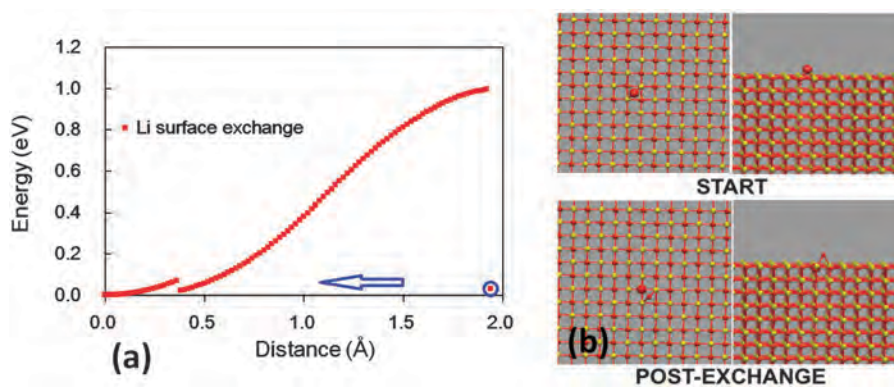 1.2
1.0
0.8
0.6
0.4
0.2
0.0
Energy (eV)
Li surface exchange
0.0 0.5 1.0 1.5 2.0
Distance (Å)
(a)
START
(b)
POST-EXCHANGE